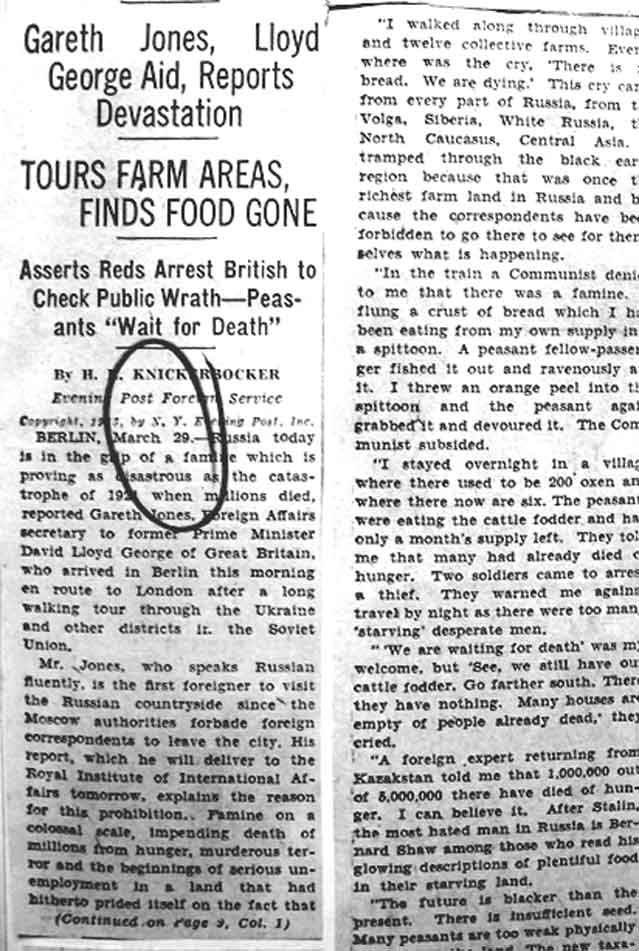 Gareth Jones, Lloyd
George Aid, Reports
Devastation
TOURS FARM AREAS,
FINDS FOOD GONE
Asserts Reds Arrest British to
Check Public Wrath—Peas-
ants "Wait for Death"
By H. KNICKERBOCKER
Evening Post Foreign Service
Copyright, by N. Y. Evening Post, Inc.
BERLIN, March 29.—Russia today
is in the grip of a famine which is
proving as disastrous as the catas-
trophe of 1921 when millions died,
reported Gareth Jones, Foreign Affairs
secretary to former Prime Minister
David Lloyd George of Great Britain,
who arrived in Berlin this morning
en route to London after a long
walking tour through the Ukraine
and other districts in the Soviet
Union.
Mr. Jones, who speaks Russian
fluently, is the first foreigner to visit
the Russian countryside since the
Moscow authorities forbade foreign
correspondents to leave the city. His
report, which he will deliver to the
Royal Institute of International Af-
fairs tomorrow, explains the reason
for this prohibition. Famine on a
colossal scale, impending death of
millions from hunger, murderous ter-
ror and the beginnings of serious un-
employment in a land that had
hitherto prided itself on the fact that
(Continued on Page 9, Col. 1)
"I walked along through villag
and twelve collective farms. Ever
where was the cry, 'There is
bread. We are dying.' This cry car
from every part of Russia, from t
Volga, Siberia, White Russia, t
North Caucasus, Central Asia.
tramped through the black ear
region because that was once t
richest farm land in Russia and b
cause the correspondents have bee
forbidden to go there to see for them
selves what is happening.
"In the train a Communist denie
to me that there was a famine.
flung a crust of bread which I ha
been eating from my own supply in
a spittoon. A peasant fellow-passen
ger fished it out and ravenously a
it. I threw an orange peel into t
spittoon and the peasant agai
grabbed it and devoured it. The Com
munist subsided.
"I stayed overnight in a villag
where there used to be 200 oxen an
where there now are six. The peasant
were eating the cattle fodder and ha
only a month's supply left. They tol
me that many had already died o
hunger. Two soldiers came to arres
a thief. They warned me agains
travel by night as there were too man
'starving' desperate men.
"'We are waiting for death' was m
welcome, but 'See, we still have ou
cattle fodder. Go farther south. There
they have nothing. Many houses are
empty of people already dead,' they
cried.
"A foreign expert returning from
Kazakstan told me that 1,000,000 out
of 5,000,000 there have died of hun-
ger. I can believe it. After Stalin,
the most hated man in Russia is Ber-
nard Shaw among those who read his
glowing descriptions of plentiful food
in their starving land.
"The future is blacker than the
present. There is insufficient seed.
Many peasants are too weak physically
The new taxa-